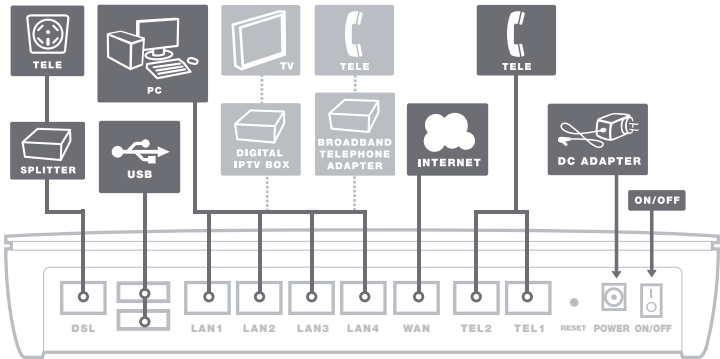 TELE
PC
TV
TELE
TELE
SPLITTER
USB
DIGITAL
IPTV BOX
BROADBAND
TELEPHONE
ADAPTER
INTERNET
DC ADAPTER
ON/OFF
DSL
LAN1
LAN2
LAN3
LAN4
WAN
TEL2
TEL1
RESET
POWER
ON/OFF